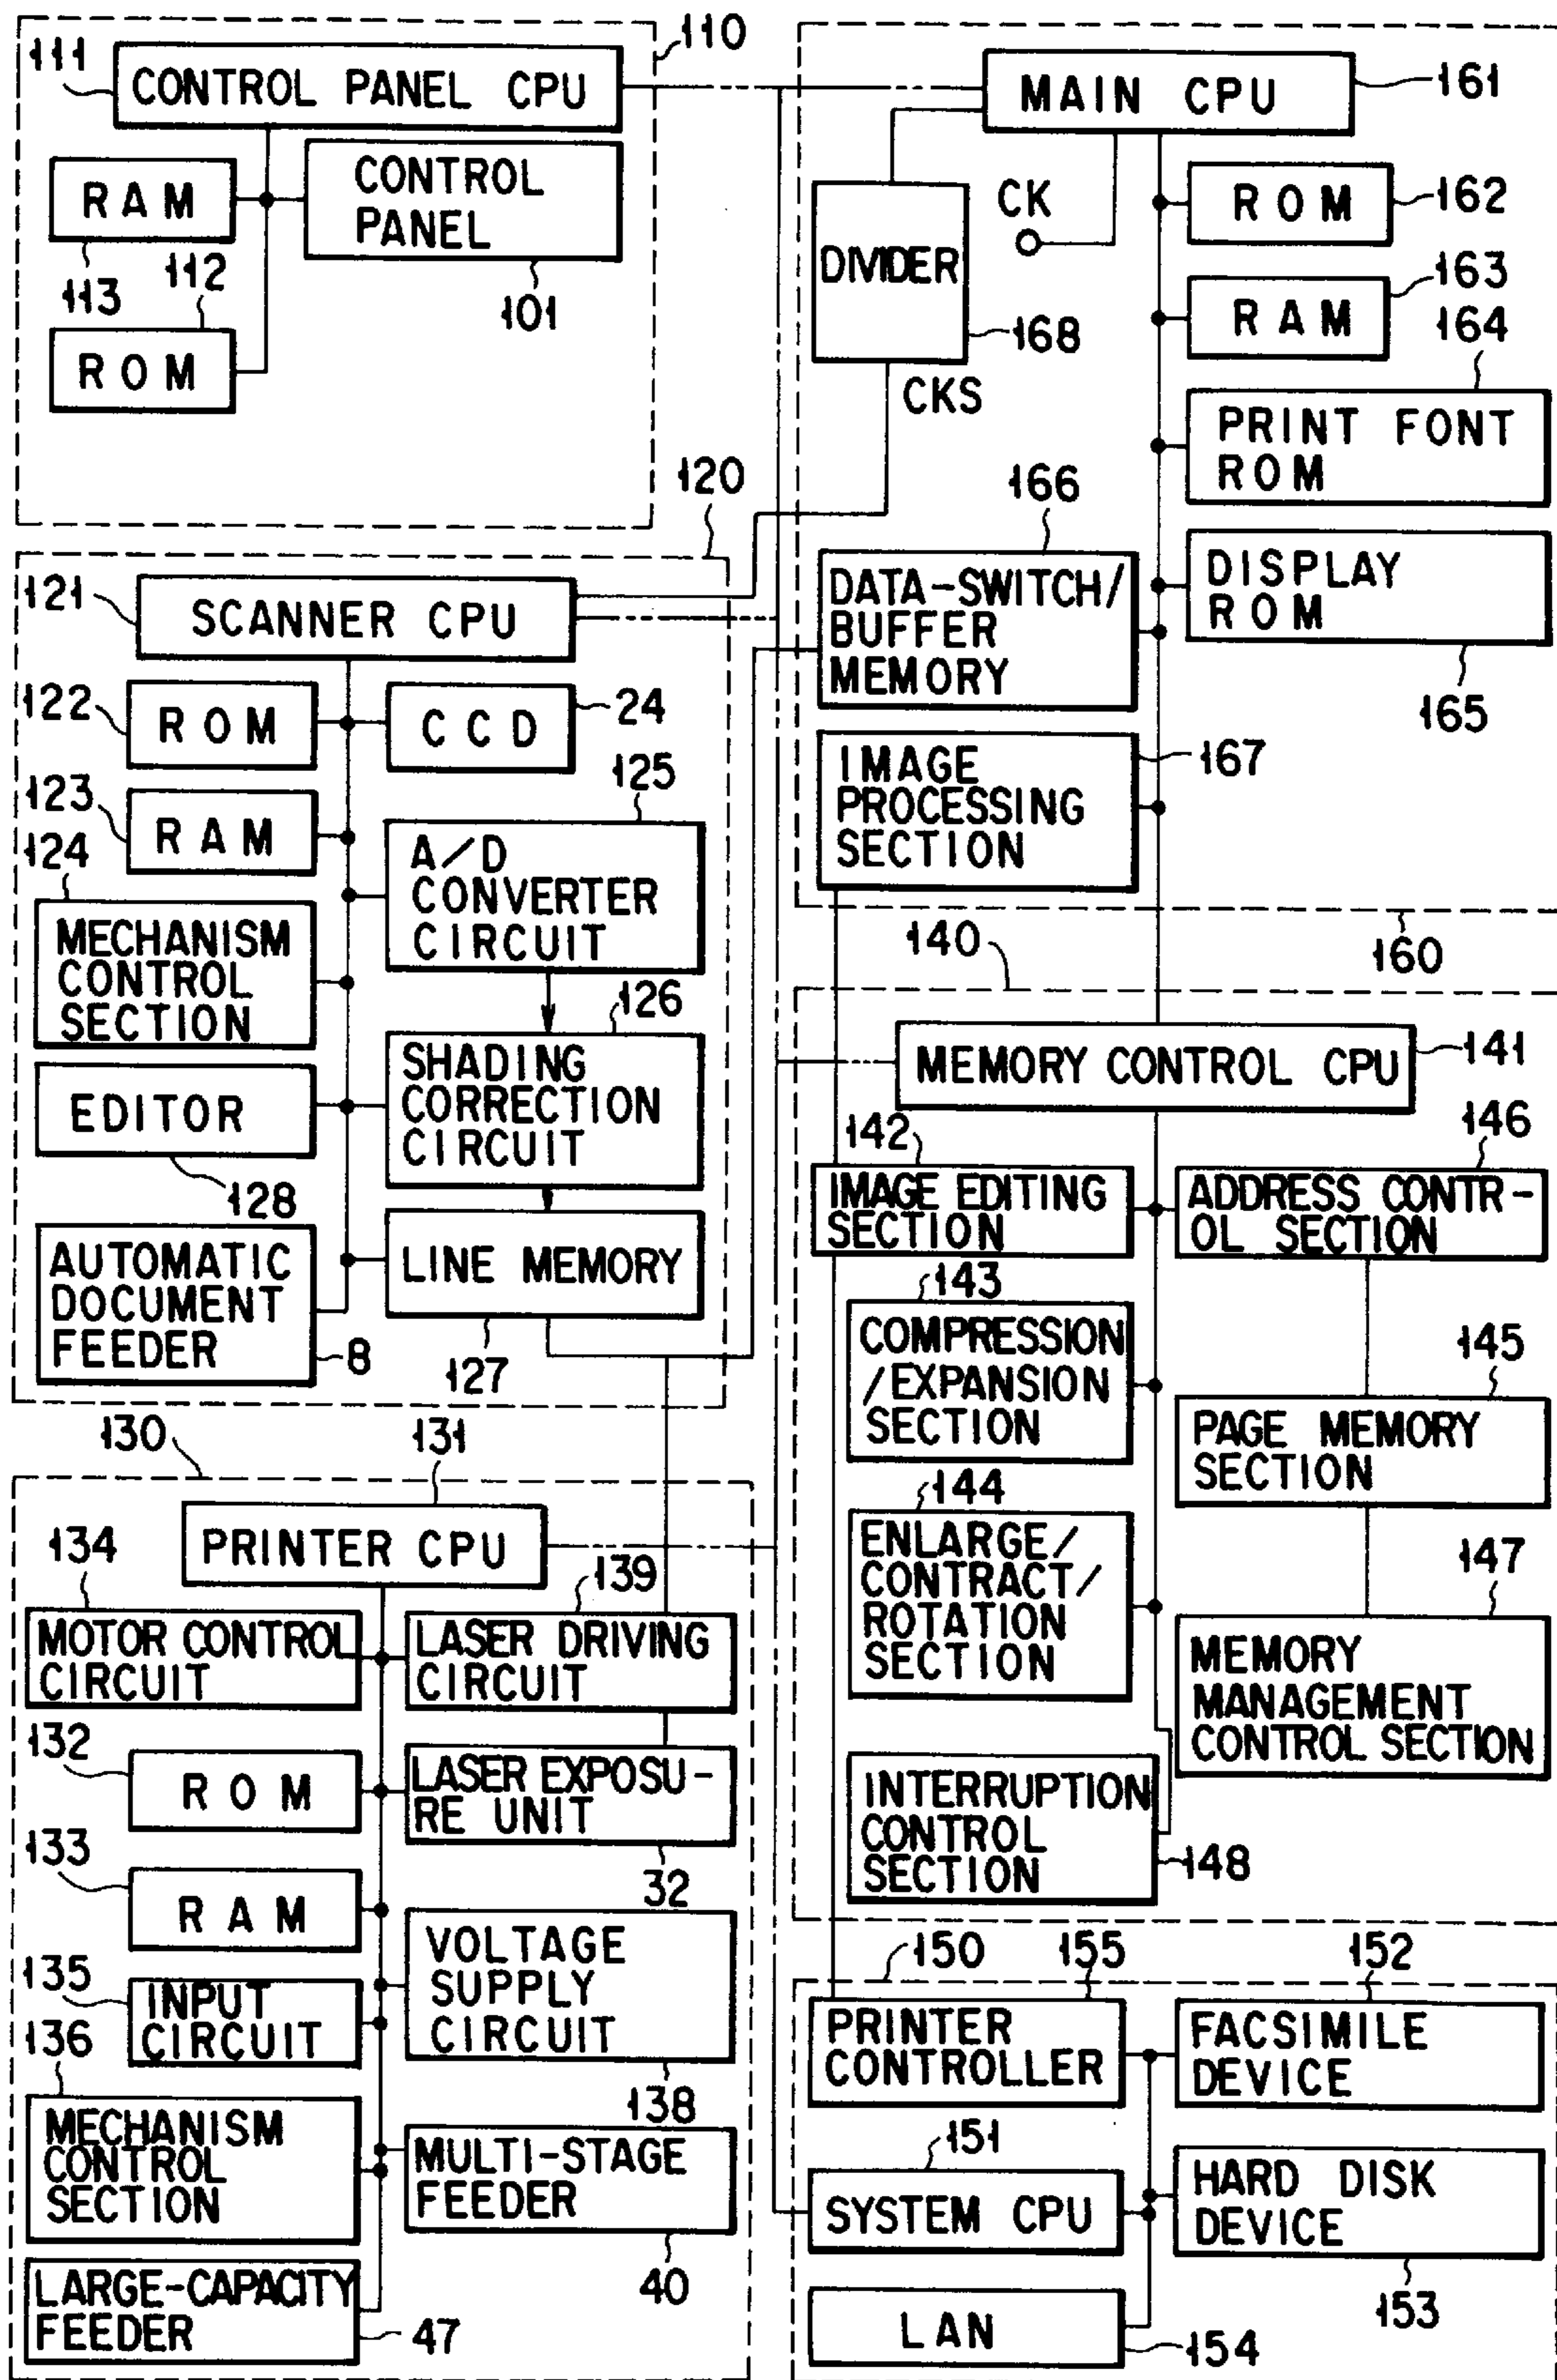 110
111
CONTROL PANEL CPU
RAM
113
CONTROL
PANEL
101
112
ROM
MAIN CPU
161
CK
DIVIDER
168
CKS
ROM
162
RAM
163
164
PRINT FONT
ROM
DISPLAY
ROM
165
166
DATA-SWITCH/
BUFFER
MEMORY
IMAGE
PROCESSING
SECTION
167
160
120
121
SCANNER CPU
122
ROM
CCD
24
123
RAM
125
A/D
CONVERTER
CIRCUIT
124
MECHANISM
CONTROL
SECTION
126
SHADING
CORRECTION
CIRCUIT
EDITOR
128
LINE MEMORY
127
AUTOMATIC
DOCUMENT
FEEDER
8
140
MEMORY CONTROL CPU
141
142
IMAGE EDITING
SECTION
146
ADDRESS CONTR-
OL SECTION
143
COMPRESSION
/EXPANSION
SECTION
145
PAGE MEMORY
SECTION
144
ENLARGE/
CONTRACT/
ROTATION
SECTION
147
MEMORY
MANAGEMENT
CONTROL SECTION
INTERRUPTION
CONTROL
SECTION
148
130
131
PRINTER CPU
134
MOTOR CONTROL
CIRCUIT
139
LASER DRIVING
CIRCUIT
132
ROM
LASER EXPOSU-
RE UNIT
32
133
RAM
VOLTAGE
SUPPLY
CIRCUIT
138
135
INPUT
CIRCUIT
136
MECHANISM
CONTROL
SECTION
MULTI-STAGE
FEEDER
40
LARGE-CAPACITY
FEEDER
47
150
155
PRINTER
CONTROLLER
152
FACSIMILE
DEVICE
151
SYSTEM CPU
HARD DISK
DEVICE
153
LAN
154